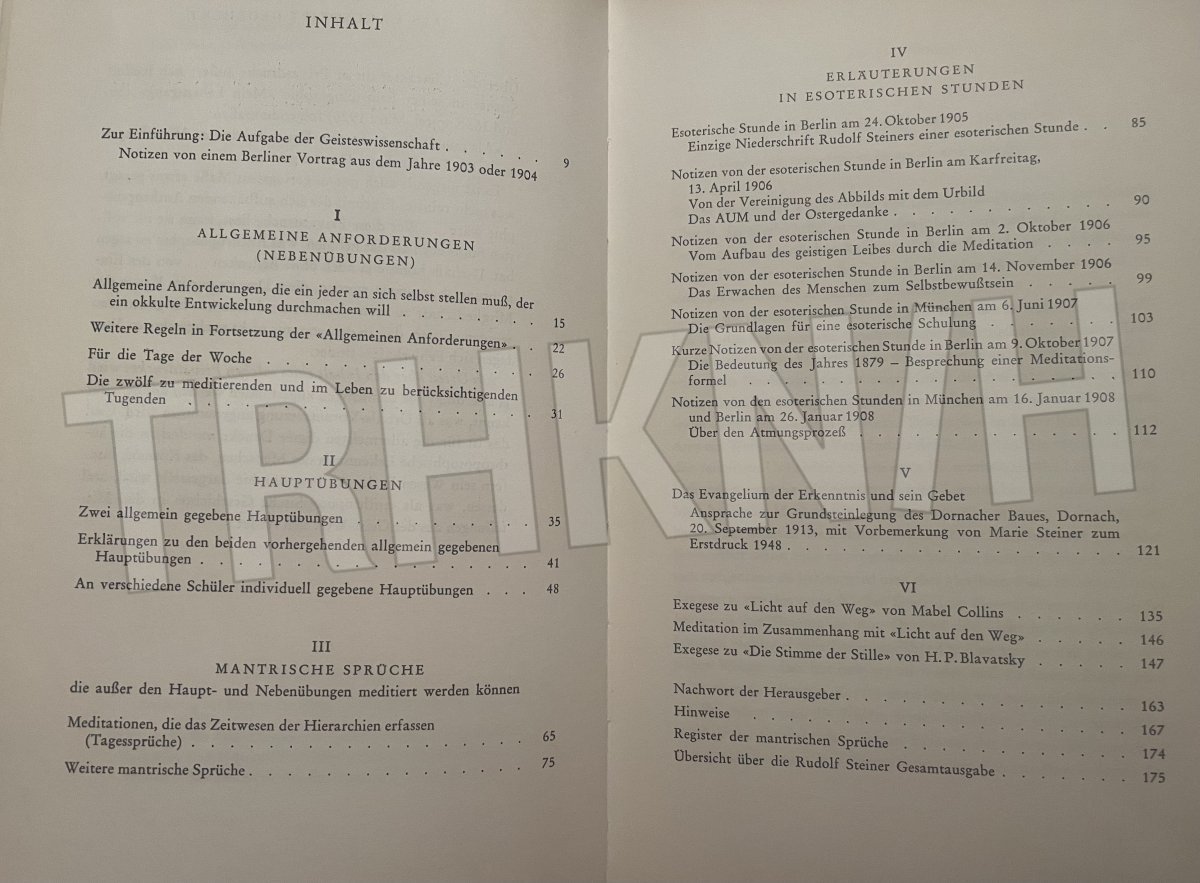 INHALT
Zur Einführung: Die Aufgabe der Geisteswissenschaft . . . . . .
Notizen von einem Berliner Vortrag aus dem Jahre 1903 oder 1904 9
I
ALLGEMEINE ANFORDERUNGEN
(NEBENÜBUNGEN)
Allgemeine Anforderungen, die ein jeder an sich selbst stellen muß, der
ein okkulte Entwickelung durchmachen will . . . . . . . . 15
Weitere Regeln in Fortsetzung der «Allgemeinen Anforderungen» . . 22
Für die Tage der Woche . . . . . . . . . . . . . . 26
Die zwölf zu meditierenden und im Leben zu berücksichtigenden
Tugenden . . . . . . . . . . . . . . . . . 31
II
HAUPTÜBUNGEN
Zwei allgemein gegebene Hauptübungen . . . . . . . . . 35
Erklärungen zu den beiden vorhergehenden allgemein gegebenen
Hauptübungen . . . . . . . . . . . . . . . . 41
An verschiedene Schüler individuell gegebene Hauptübungen . . . 48
III
MANTRISCHE SPRÜCHE
die außer den Haupt- und Nebenübungen meditiert werden können
Meditationen, die das Zeitwesen der Hierarchien erfassen
(Tagessprüche) . . . . . . . . . . . . . . . . 65
Weitere mantrische Sprüche . . . . . . . . . . . . . 75
IV
ERLÄUTERUNGEN
IN ESOTERISCHEN STUNDEN
Esoterische Stunde in Berlin am 24. Oktober 1905
Einzige Niederschrift Rudolf Steiners einer esoterischen Stunde . . 85
Notizen von der esoterischen Stunde in Berlin am Karfreitag,
13. April 1906
Von der Vereinigung des Abbilds mit dem Urbild
Das AUM und der Ostergedanke . . . . . . . . . . . 90
Notizen von der esoterischen Stunde in Berlin am 2. Oktober 1906
Vom Aufbau des geistigen Leibes durch die Meditation . . . . 95
Notizen von der esoterischen Stunde in Berlin am 14. November 1906
Das Erwachen des Menschen zum Selbstbewußtsein . . . . . 99
Notizen von der esoterischen Stunde in München am 6. Juni 1907
Die Grundlagen für eine esoterische Schulung . . . . . . . 103
Kurze Notizen von der esoterischen Stunde in Berlin am 9. Oktober 1907
Die Bedeutung des Jahres 1879 – Besprechung einer Meditations-
formel . . . . . . . . . . . . . . . . . . 110
Notizen von den esoterischen Stunden in München am 16. Januar 1908
und Berlin am 26. Januar 1908
Über den Atmungsprozeß . . . . . . . . . . . . . 112
V
Das Evangelium der Erkenntnis und sein Gebet
Ansprache zur Grundsteinlegung des Dornacher Baues, Dornach,
20. September 1913, mit Vorbemerkung von Marie Steiner zum
Erstdruck 1948 . . . . . . . . . . . . . . . . 121
VI
Exegese zu «Licht auf den Weg» von Mabel Collins . . . . . . 135
Meditation im Zusammenhang mit «Licht auf den Weg» . . . . . 146
Exegese zu «Die Stimme der Stille» von H. P. Blavatsky . . . . . 147
Nachwort der Herausgeber . . . . . . . . . . . . . . 163
Hinweise . . . . . . . . . . . . . . . . . . 167
Register der mantrischen Sprüche . . . . . . . . . . . 174
Übersicht über die Rudolf Steiner Gesamtausgabe . . . . . . . 175
TRHKN/H